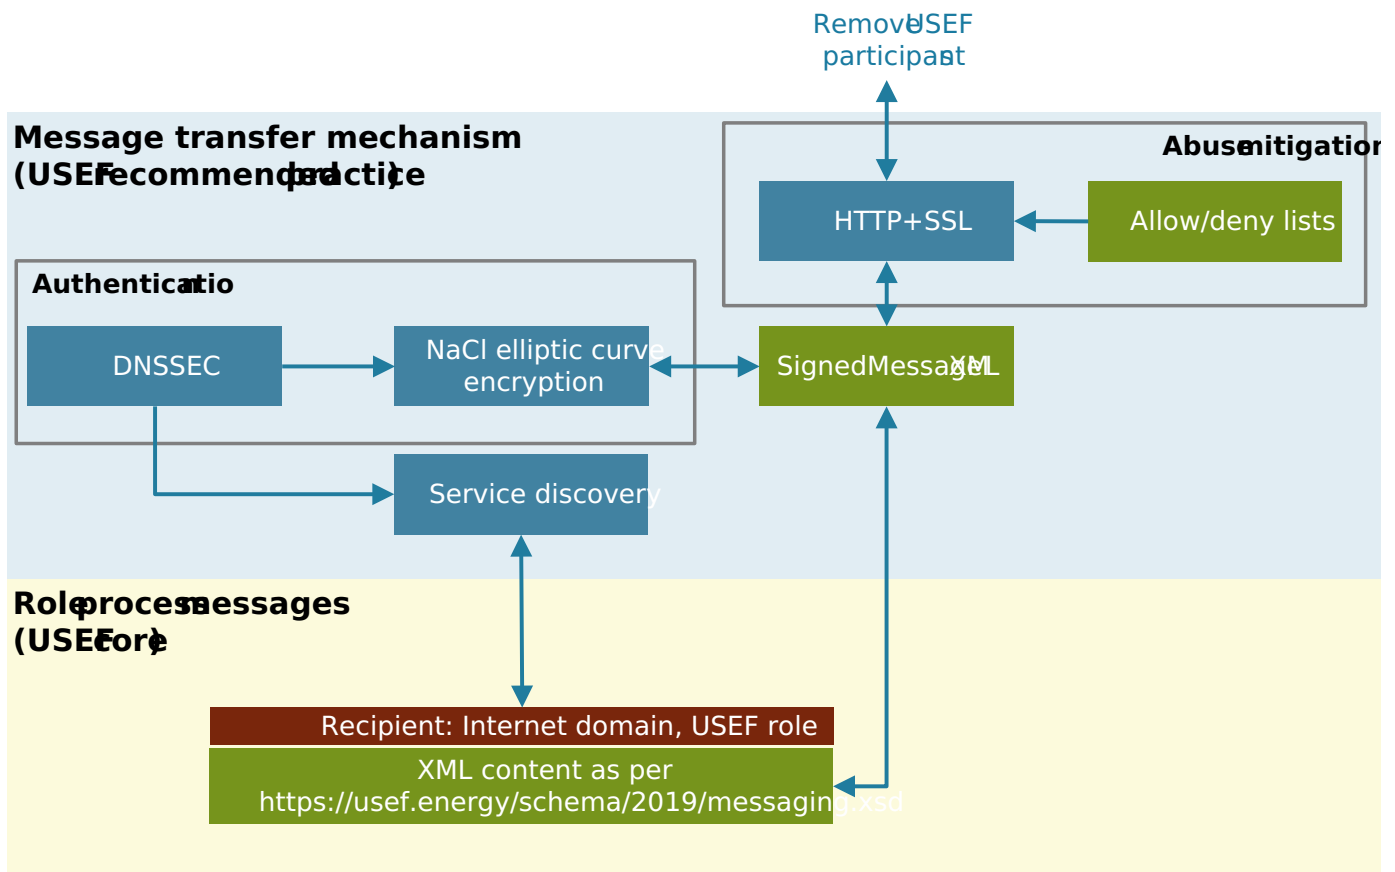 Remove USEF
participant
Message transfer mechanism
(USEF recommended practice)
Abuse mitigation
HTTP+SSL
Allow/deny lists
Authentication
DNSSEC
NaCl elliptic curve
encryption
SignedMessage XML
Service discovery
Role process messages
(USEF core)
Recipient: Internet domain, USEF role
XML content as per
https://usef.energy/schema/2019/messaging.xsd